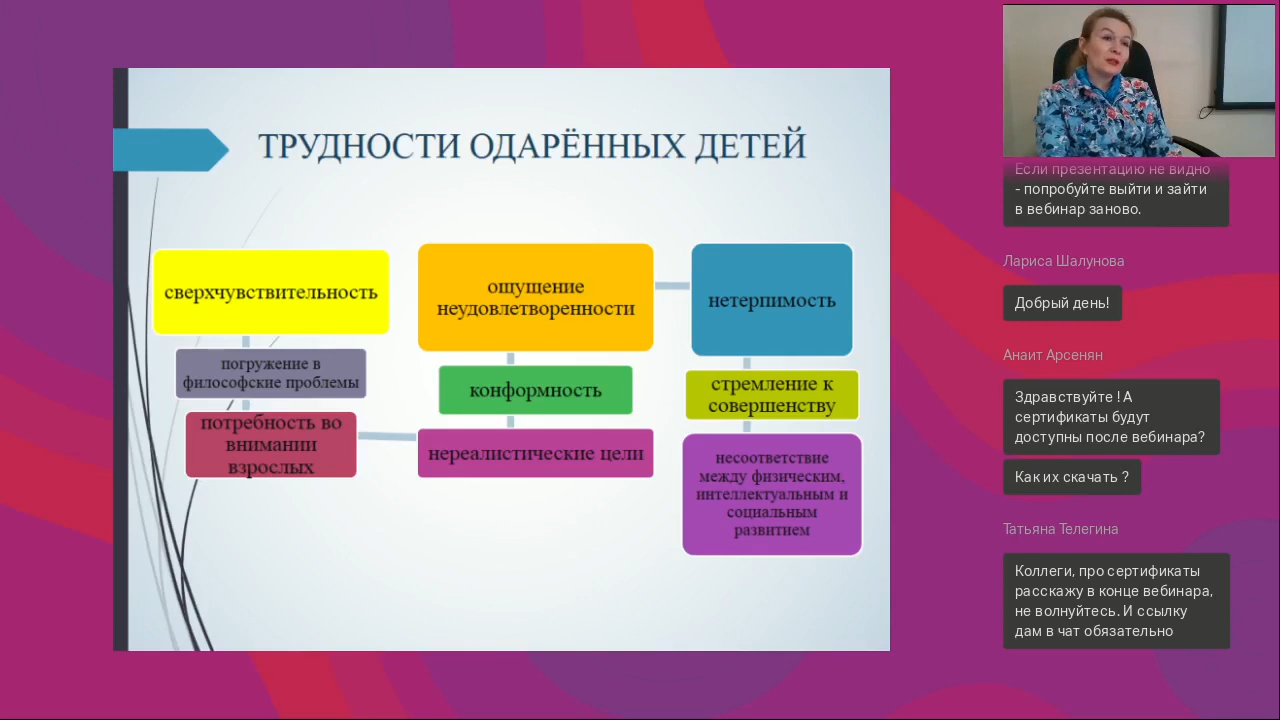 ТРУДНОСТИ ОДАРЁННЫХ ДЕТЕЙ
сверхчувствительность
погружение в
философские проблемы
потребность во
внимании
взрослых
ощущение
неудовлетворенности
конформность
нереалистические цели
нетерпимость
стремление к
совершенству
несоответствие
между физическим,
интеллектуальным и
социальным
развитием
Если презентацию не видно
- попробуйте выйти и зайти
в вебинар заново.
Лариса Шалунова
Добрый день!
Анаит Арсенян
Здравствуйте ! А
сертификаты будут
доступны после вебинара?
Как их скачать ?
Татьяна Телегина
Коллеги, про сертификаты
расскажу в конце вебинара,
не волнуйтесь. И ссылку
дам в чат обязательно